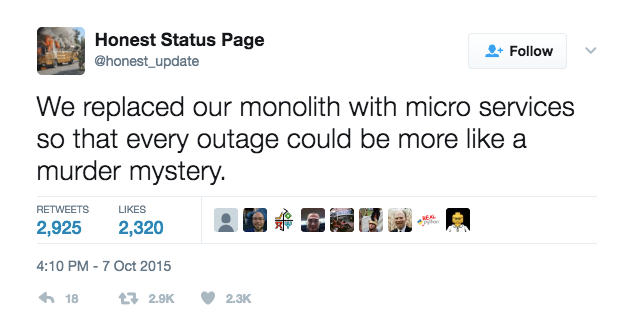 Honest Status Page
@honest_update
Follow
We replaced our monolith with micro services
so that every outage could be more like a
murder mystery.
RETWEETS LIKES
2,925 2,320
REAL
python
4:10 PM - 7 Oct 2015
18 2.9K 2.3K